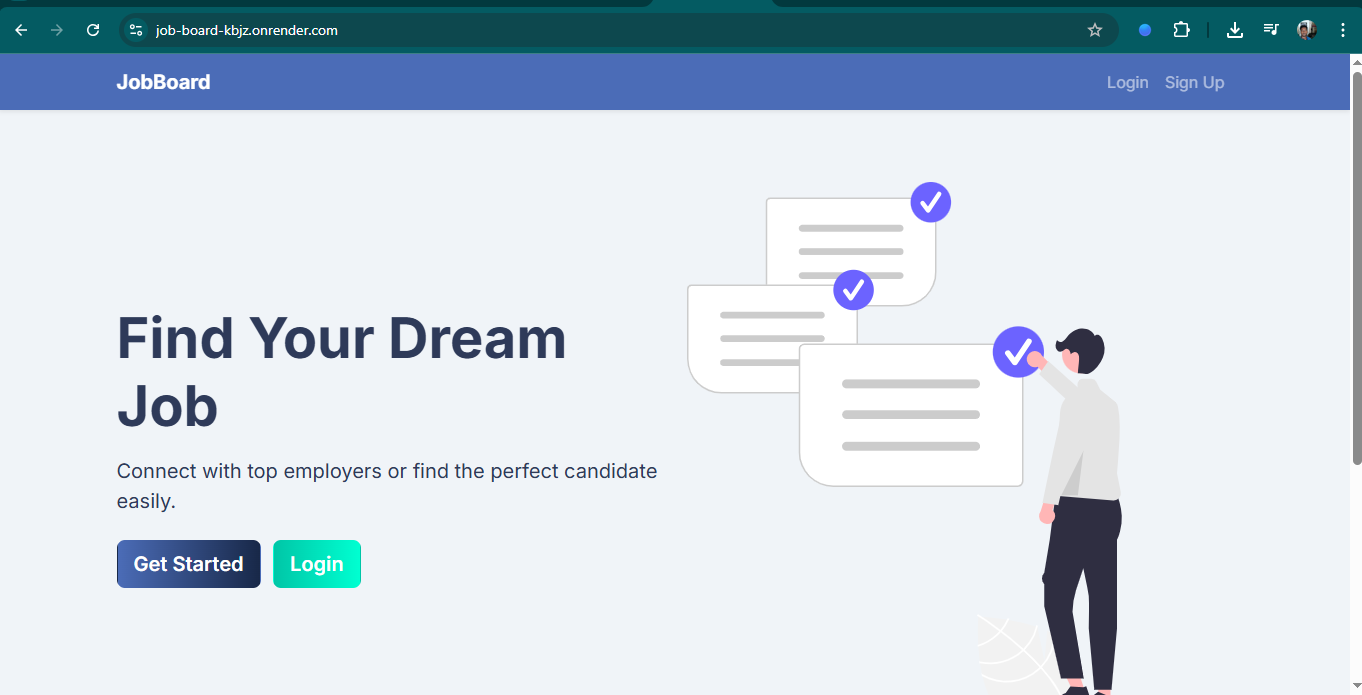 job-board-kbjz.onrender.com
JobBoard
Login
Sign Up
Find Your Dream
Job
Connect with top employers or find the perfect candidate
easily.
Get Started
Login